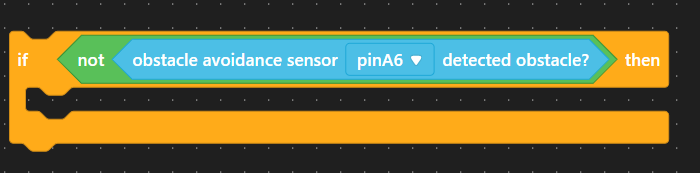 if not obstacle avoidance sensor pinA6 detected obstacle? then